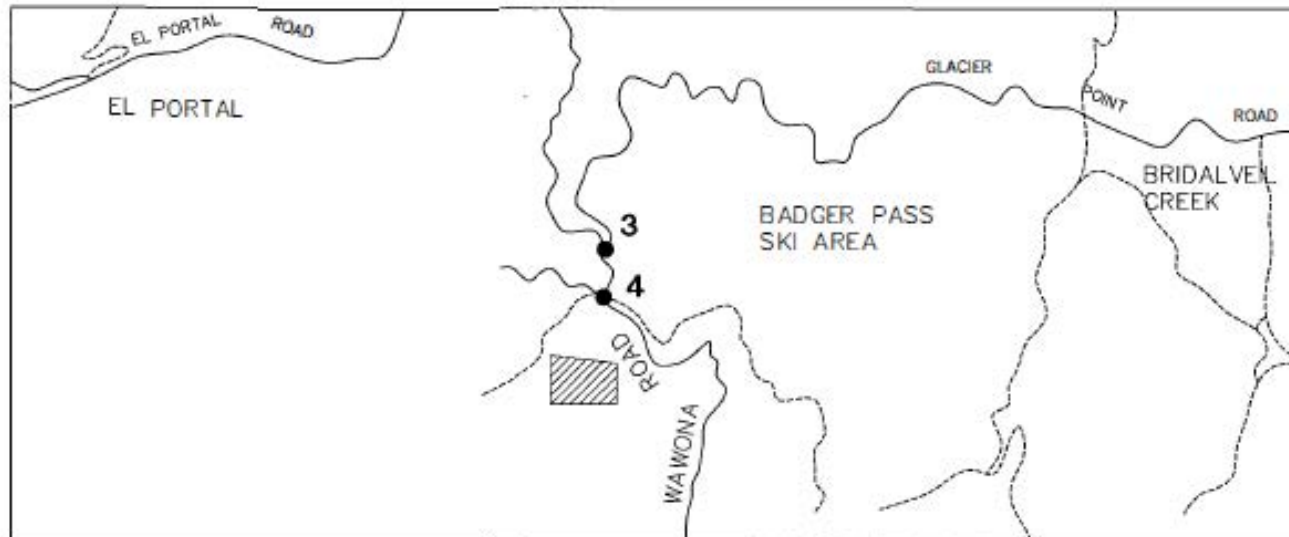 EL PORTAL ROAD
EL PORTAL
GLACIER POINT ROAD
BRIDALVEIL
CREEK
BADGER PASS
SKI AREA
3
4
WAWONA ROAD